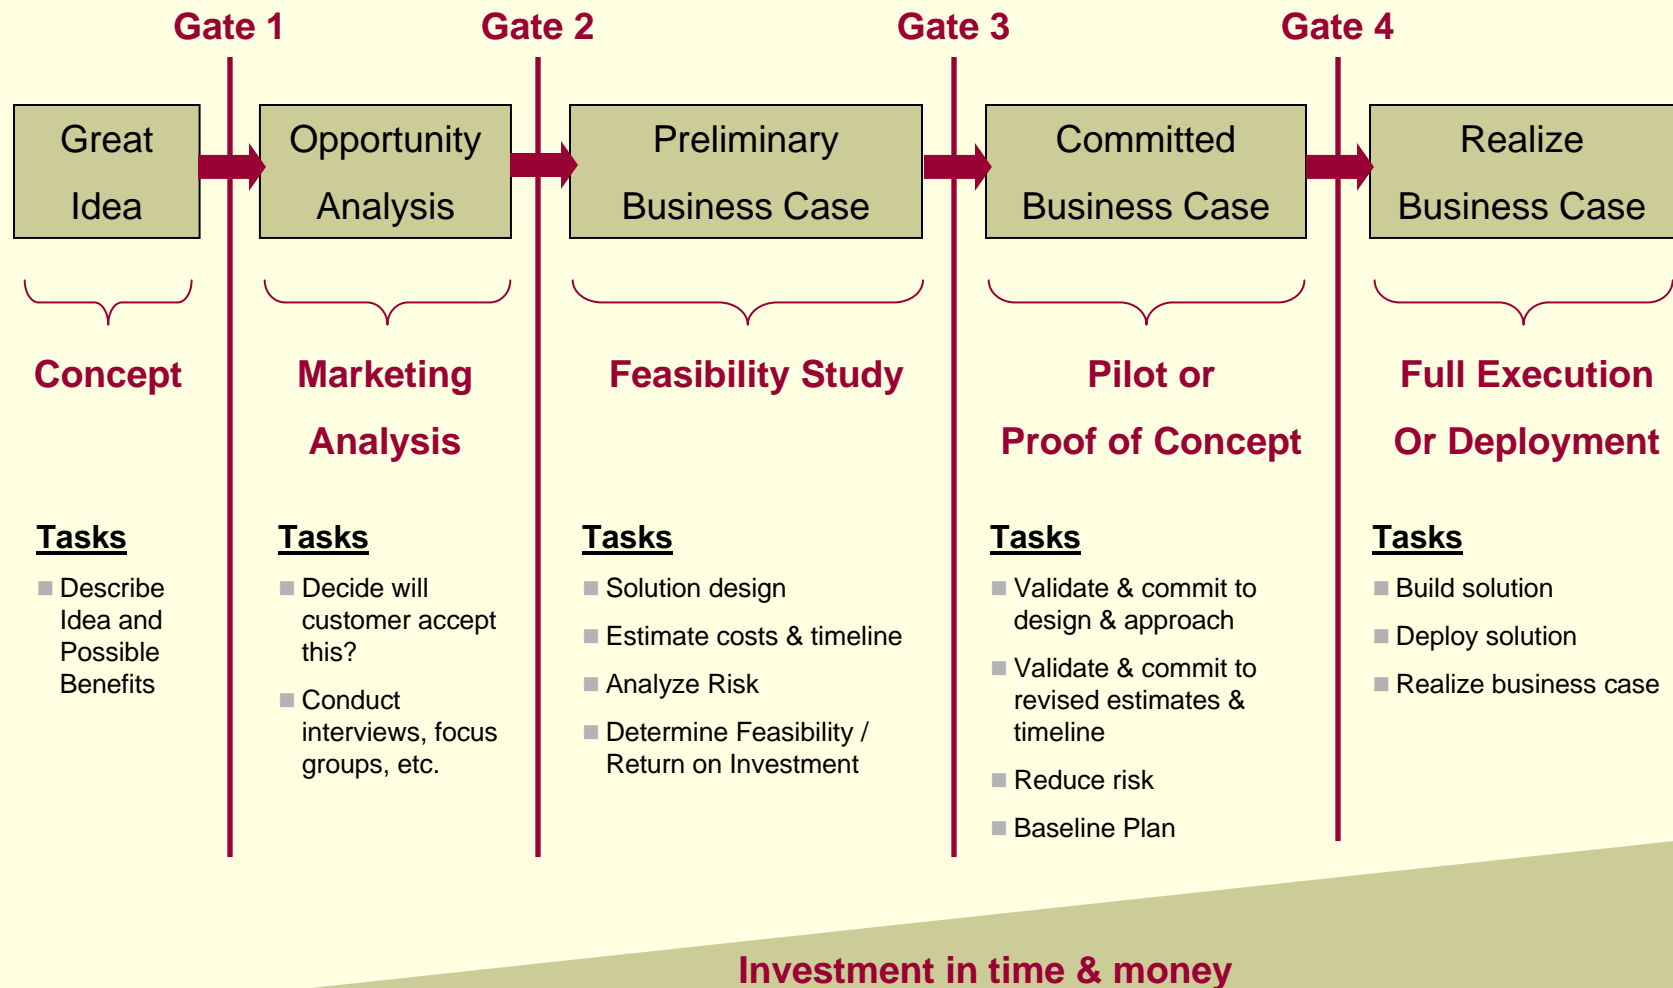 Gate 1
Gate 2
Gate 3
Gate 4
Great
Idea
Opportunity
Analysis
Preliminary
Business Case
Committed
Business Case
Realize
Business Case
Concept
Marketing
Analysis
Feasibility Study
Pilot or
Proof of Concept
Full Execution
Or Deployment
Tasks
Describe
Idea and
Possible
Benefits
Tasks
Decide will
customer accept
this?
Conduct
interviews, focus
groups, etc.
Tasks
Solution design
Estimate costs & timeline
Analyze Risk
Determine Feasibility /
Return on Investment
Tasks
Validate & commit to
design & approach
Validate & commit to
revised estimates &
timeline
Reduce risk
Baseline Plan
Tasks
Build solution
Deploy solution
Realize business case
Investment in time & money